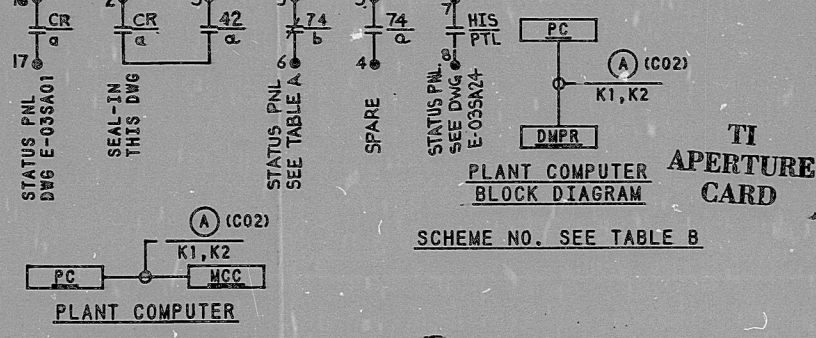 CR
a
17
STATUS PNL
DWG E-03SA01
CR
a
42
a
SEAL-IN
THIS DWG
74
b
6
STATUS PNL
SEE TABLE A
74
a
4
SPARE
7
HIS
PTL
8
STATUS PNL.
SEE DWG
E-03SA24
PC
A (C02)
K1,K2
DMPR
PLANT COMPUTER
BLOCK DIAGRAM
TI
APERTURE
CARD
SCHEME NO. SEE TABLE B
A (C02)
K1,K2
PC
MCC
PLANT COMPUTER